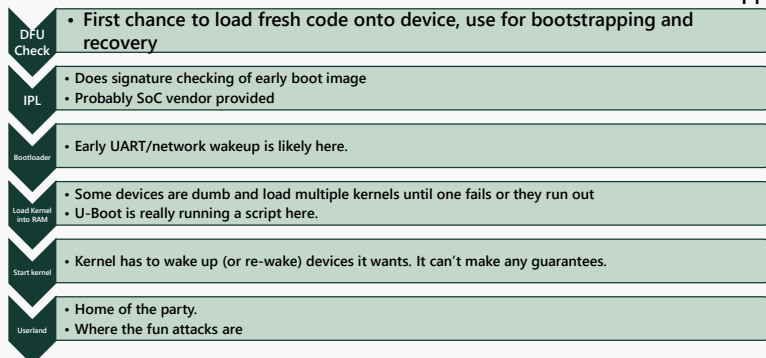 DFU
Check
• First chance to load fresh code onto device, use for bootstrapping and
recovery
IPL
• Does signature checking of early boot image
• Probably SoC vendor provided
Bootloader
• Early UART/network wakeup is likely here.
Load Kernel
into RAM
• Some devices are dumb and load multiple kernels until one fails or they run out
• U-Boot is really running a script here.
Start kernel
• Kernel has to wake up (or re-wake) devices it wants. It can't make any guarantees.
Userland
• Home of the party.
• Where the fun attacks are